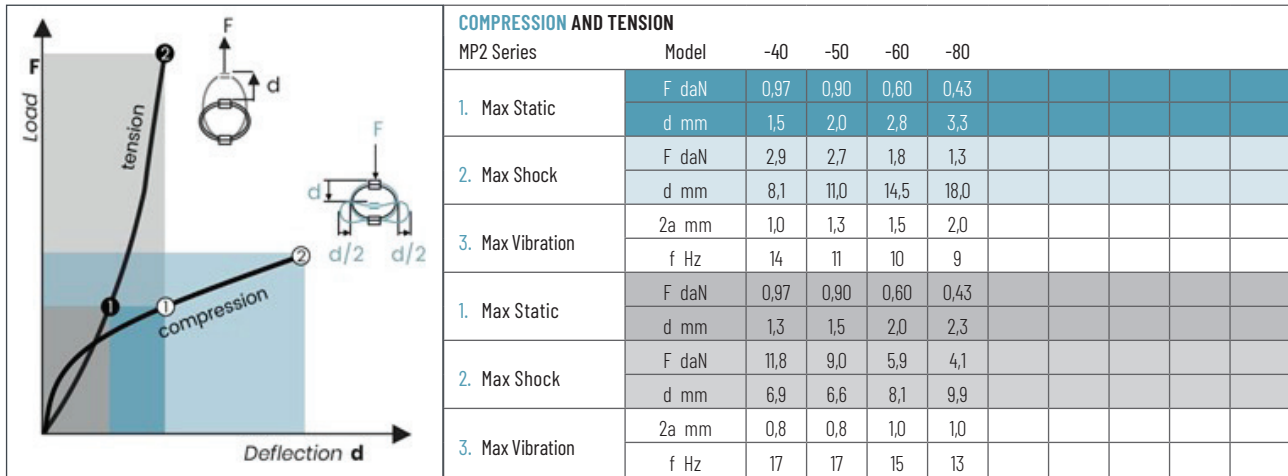 F
Load
tension
compression
Deflection d
1
2
1
2
F
d
F
d
d/2 d/2
COMPRESSION AND TENSION
MP2 Series Model -40 -50 -60 -80
1. Max Static
F daN 0,97 0,90 0,60 0,43
d mm 1,5 2,0 2,8 3,3
2. Max Shock
F daN 2,9 2,7 1,8 1,3
d mm 8,1 11,0 14,5 18,0
3. Max Vibration
2a mm 1,0 1,3 1,5 2,0
f Hz 14 11 10 9
1. Max Static
F daN 0,97 0,90 0,60 0,43
d mm 1,3 1,5 2,0 2,3
2. Max Shock
F daN 11,8 9,0 5,9 4,1
d mm 6,9 6,6 8,1 9,9
3. Max Vibration
2a mm 0,8 0,8 1,0 1,0
f Hz 17 17 15 13